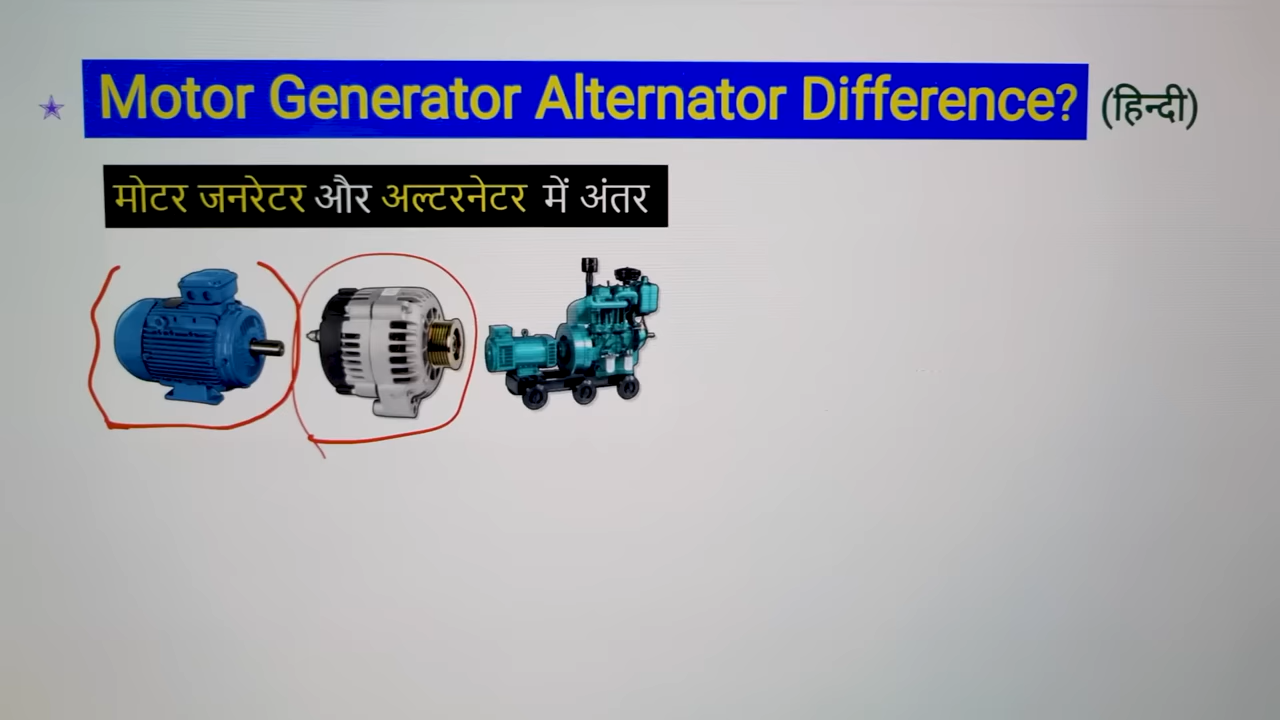 Motor Generator Alternator Difference? (हिन्दी)
मोटर जनरेटर और अल्टरनेटर में अंतर